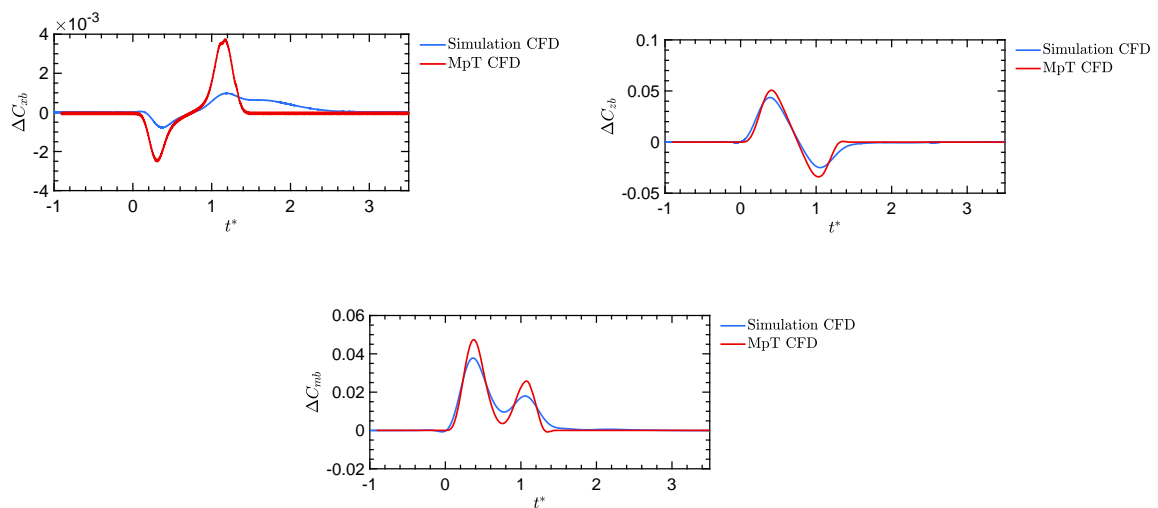 ×10⁻³
4
2
0
-2
-4
ΔC_xb
-1 0 1 2 3
t*
Simulation CFD
MpT CFD
0.1
0.05
0
-0.05
ΔC_zb
-1 0 1 2 3
t*
Simulation CFD
MpT CFD
0.06
0.04
0.02
0
-0.02
ΔC_mb
-1 0 1 2 3
t*
Simulation CFD
MpT CFD